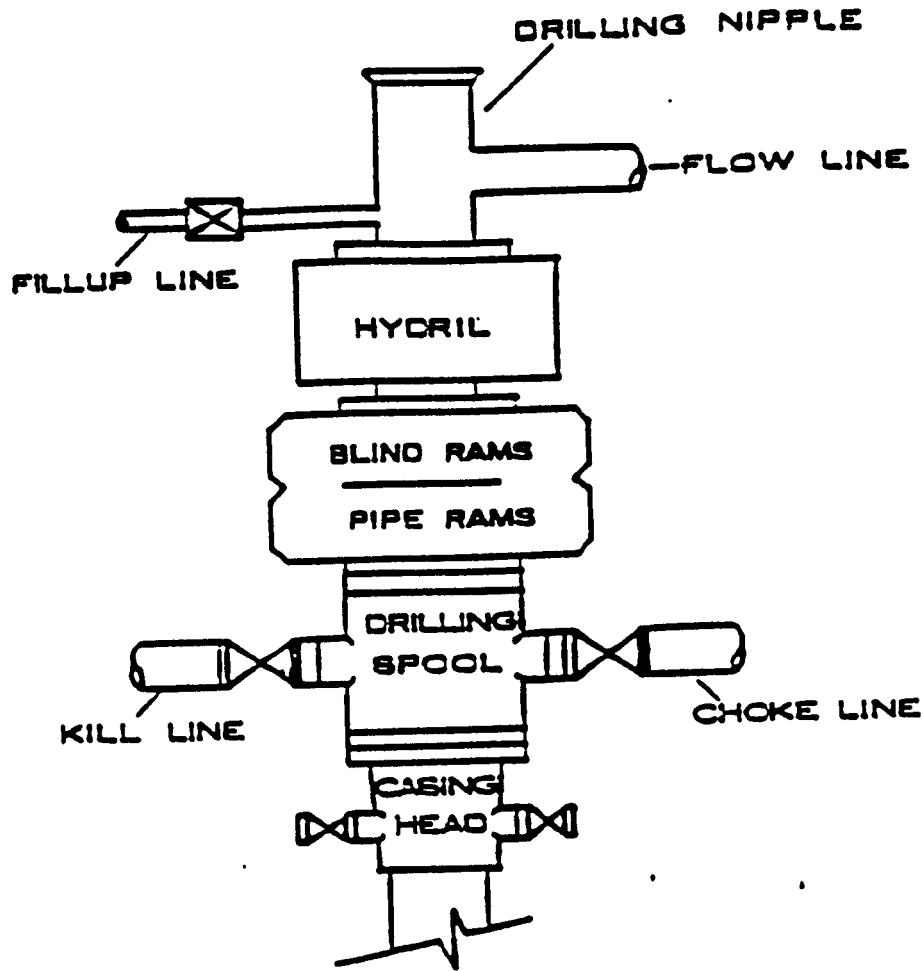 DRILLING NIPPLE
FLOW LINE
FILLUP LINE
HYDRIL
BLIND RAMS
PIPE RAMS
DRILLING
SPOOL
KILL LINE
CHOKE LINE
CASING
HEAD